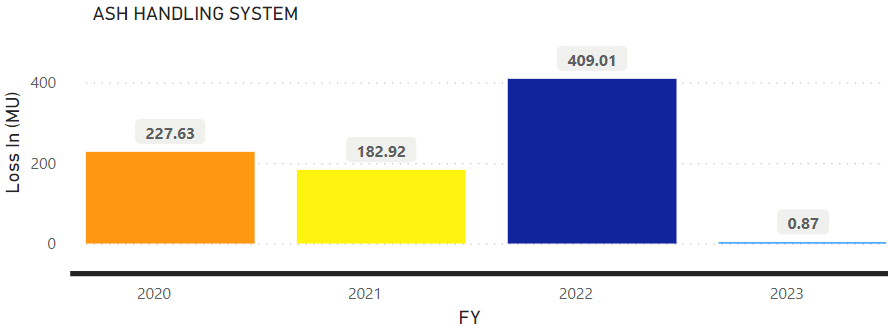 ASH HANDLING SYSTEM
409.01
400
227.63
182.92
200
0.87
0
Loss In (MU)
2020 2021 2022 2023
FY